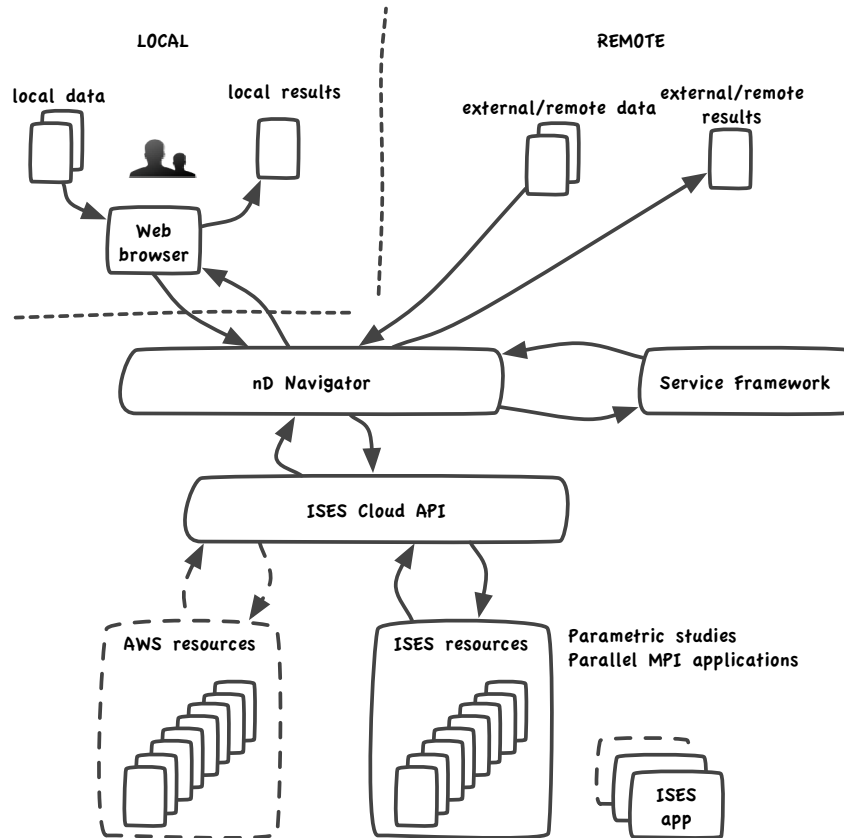 LOCAL
REMOTE
local data
local results
external/remote data
external/remote
results
Web
browser
nD Navigator
Service Framework
ISES Cloud API
AWS resources
ISES resources
Parametric studies
Parallel MPI applications
ISES
app